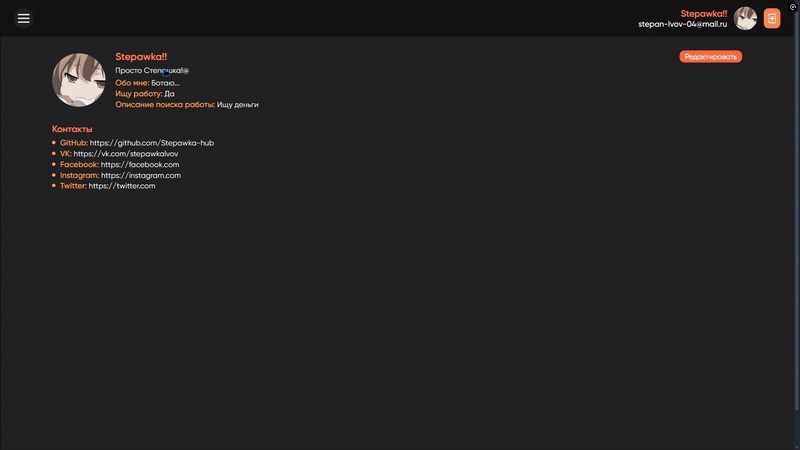 Stepawka!!
stepan-lvov-04@mail.ru
Stepawka!!
Редактировать
Просто
Обо мне: Ботаю...
Ищу работу: Да
Описание поиска работы: Ищу деньги
Контакты
GitHub: https://github.com/Stepawka-hub
VK: https://vk.com/stepawkalvov
Facebook: https://facebook.com
Instagram: https://instagram.com
Twitter: https://twitter.com